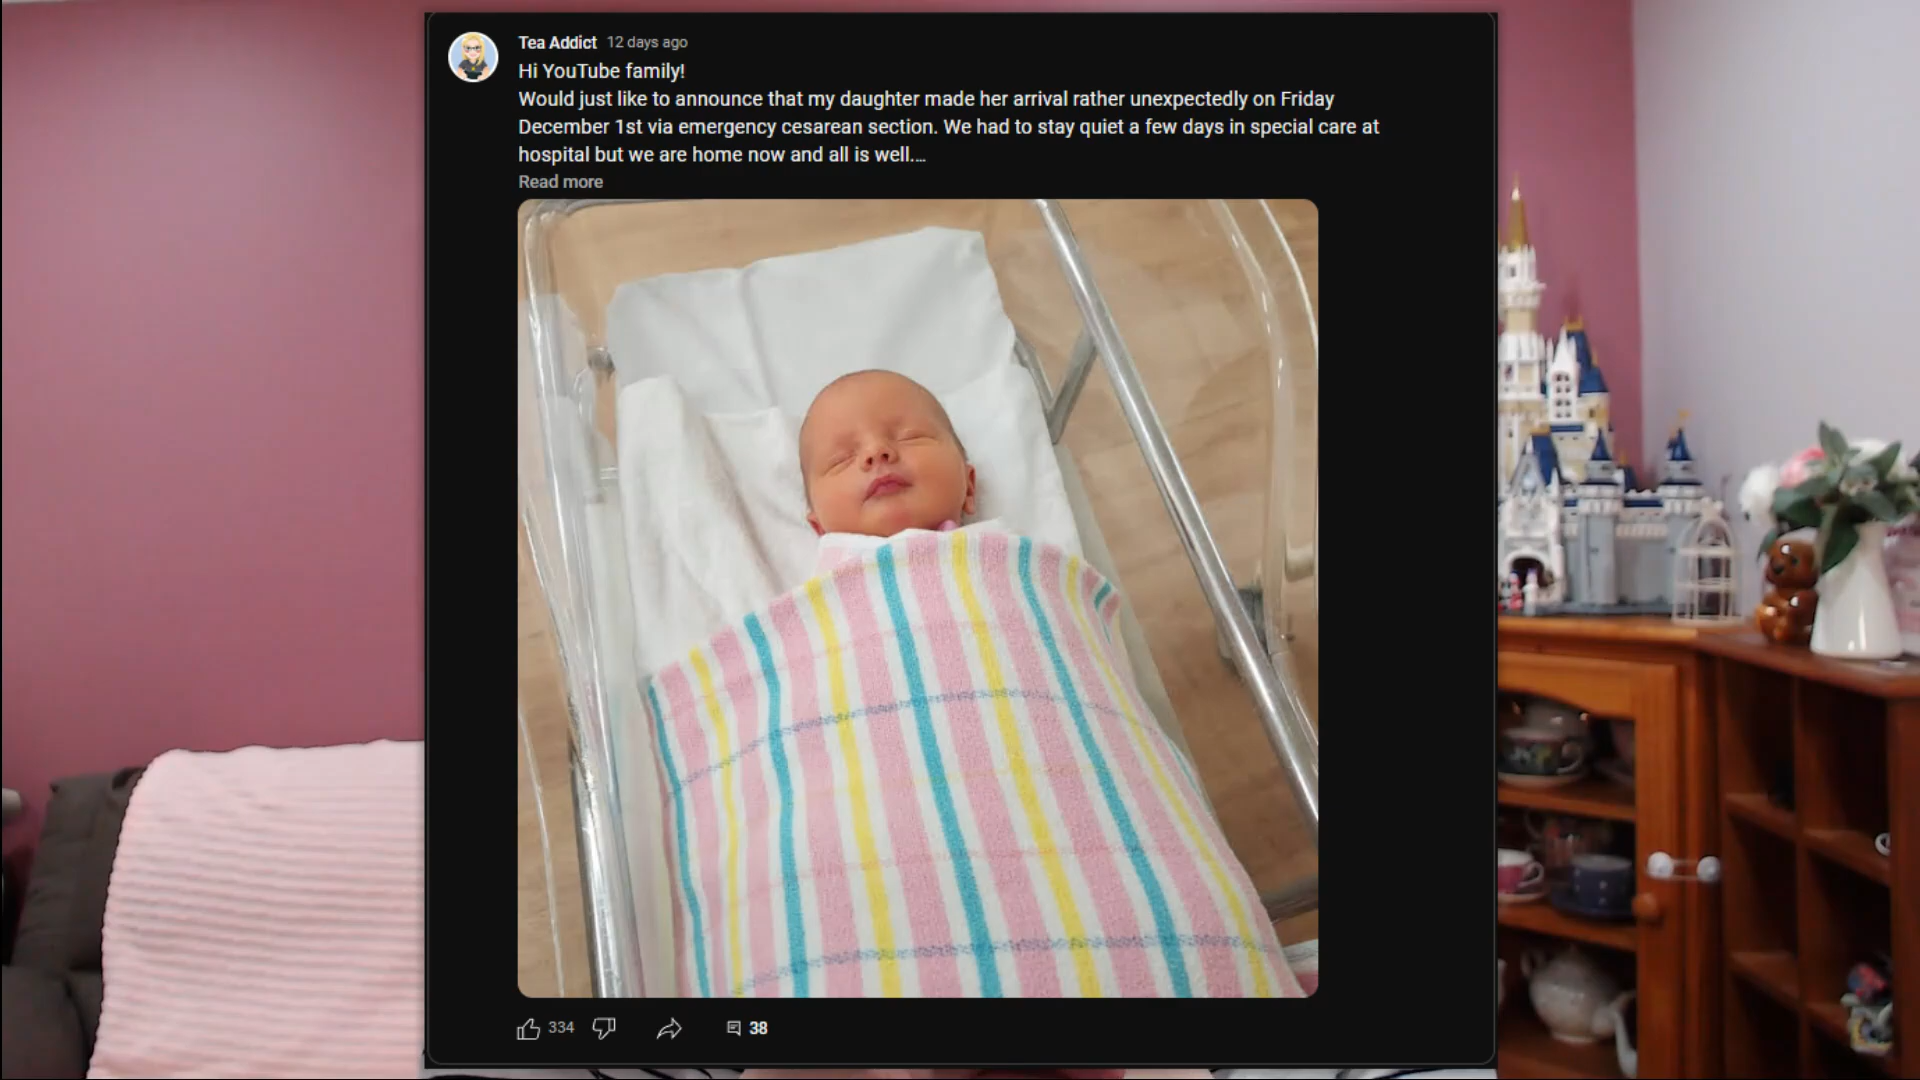 Tea Addict 12 days ago
Hi YouTube family!
Would just like to announce that my daughter made her arrival rather unexpectedly on Friday
December 1st via emergency cesarean section. We had to stay quiet a few days in special care at
hospital but we are home now and all is well....
Read more
334 38